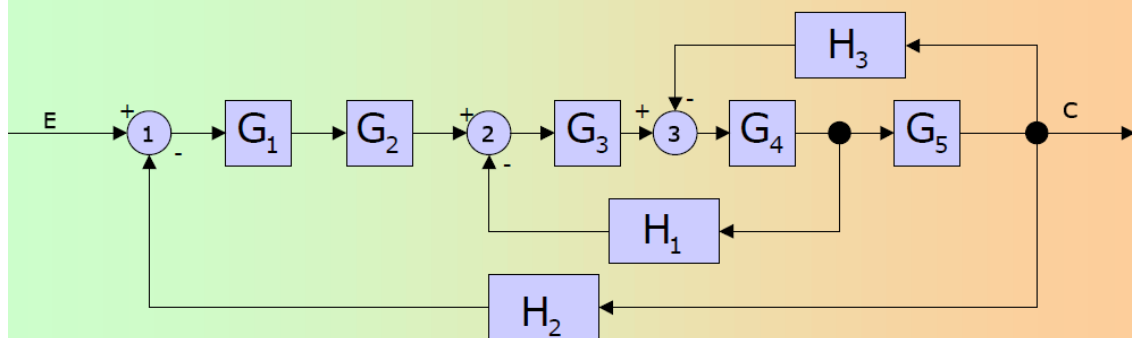 H₃
E
+
1
-
G₁
G₂
+
2
-
G₃
+
3
-
G₄
G₅
C
H₁
H₂